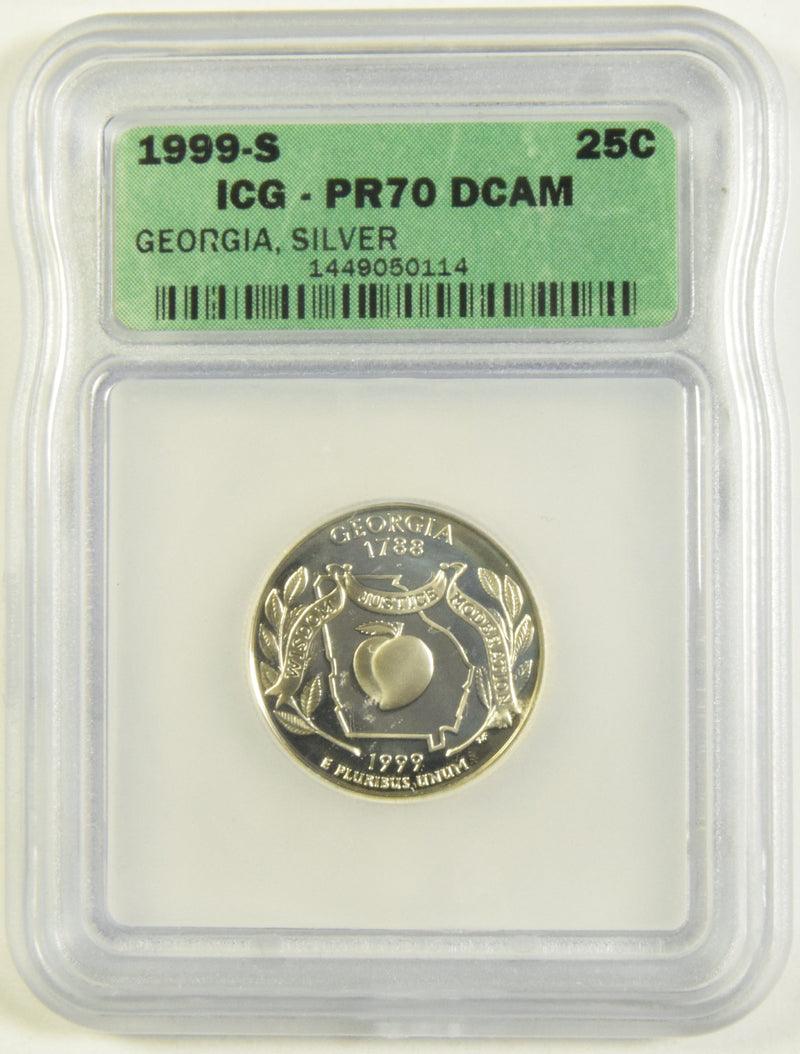 1999-S 25C
ICG - PR70 DCAM
GEORGIA, SILVER
1449050114
GEORGIA
1788
WISDOM JUSTICE MODERATION
1999
E PLURIBUS UNUM